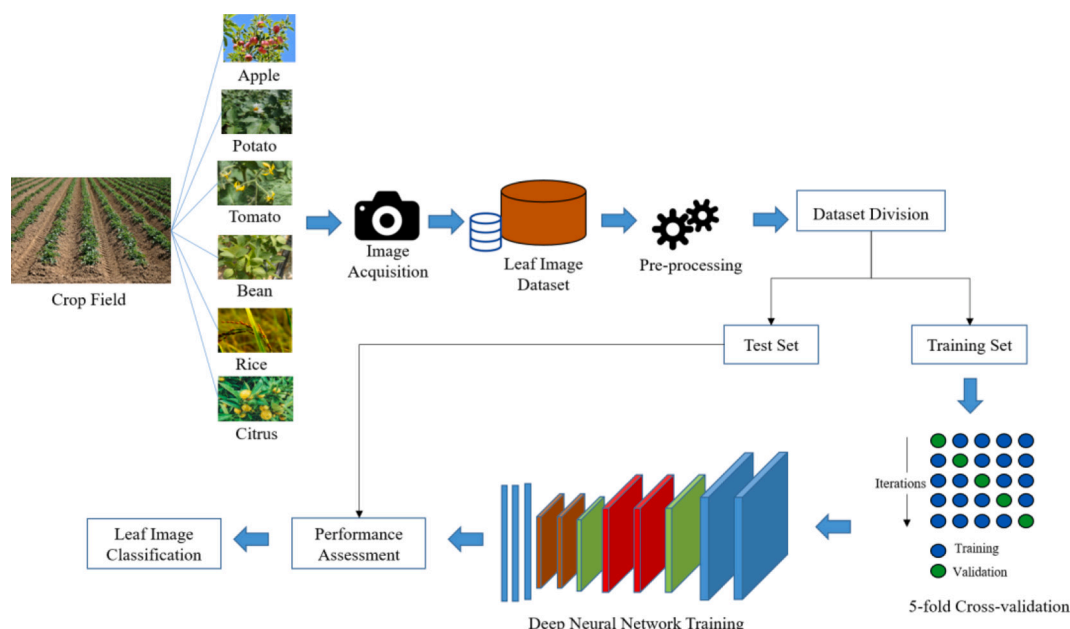 Apple
Potato
Tomato
Bean
Rice
Citrus
Crop Field
Image
Acquisition
Leaf Image
Dataset
Pre-processing
Dataset Division
Test Set
Training Set
Iterations
Training
Validation
5-fold Cross-validation
Deep Neural Network Training
Performance
Assessment
Leaf Image
Classification